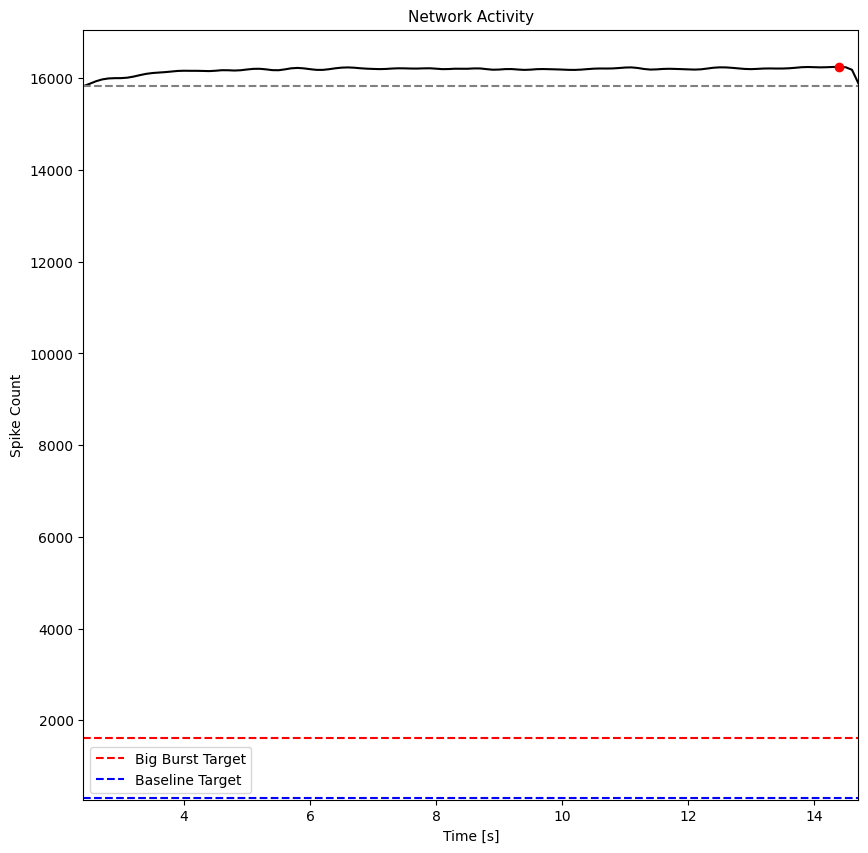 Network Activity
16000
14000
12000
10000
8000
6000
4000
2000
Spike Count
Big Burst Target
Baseline Target
4 6 8 10 12 14
Time [s]